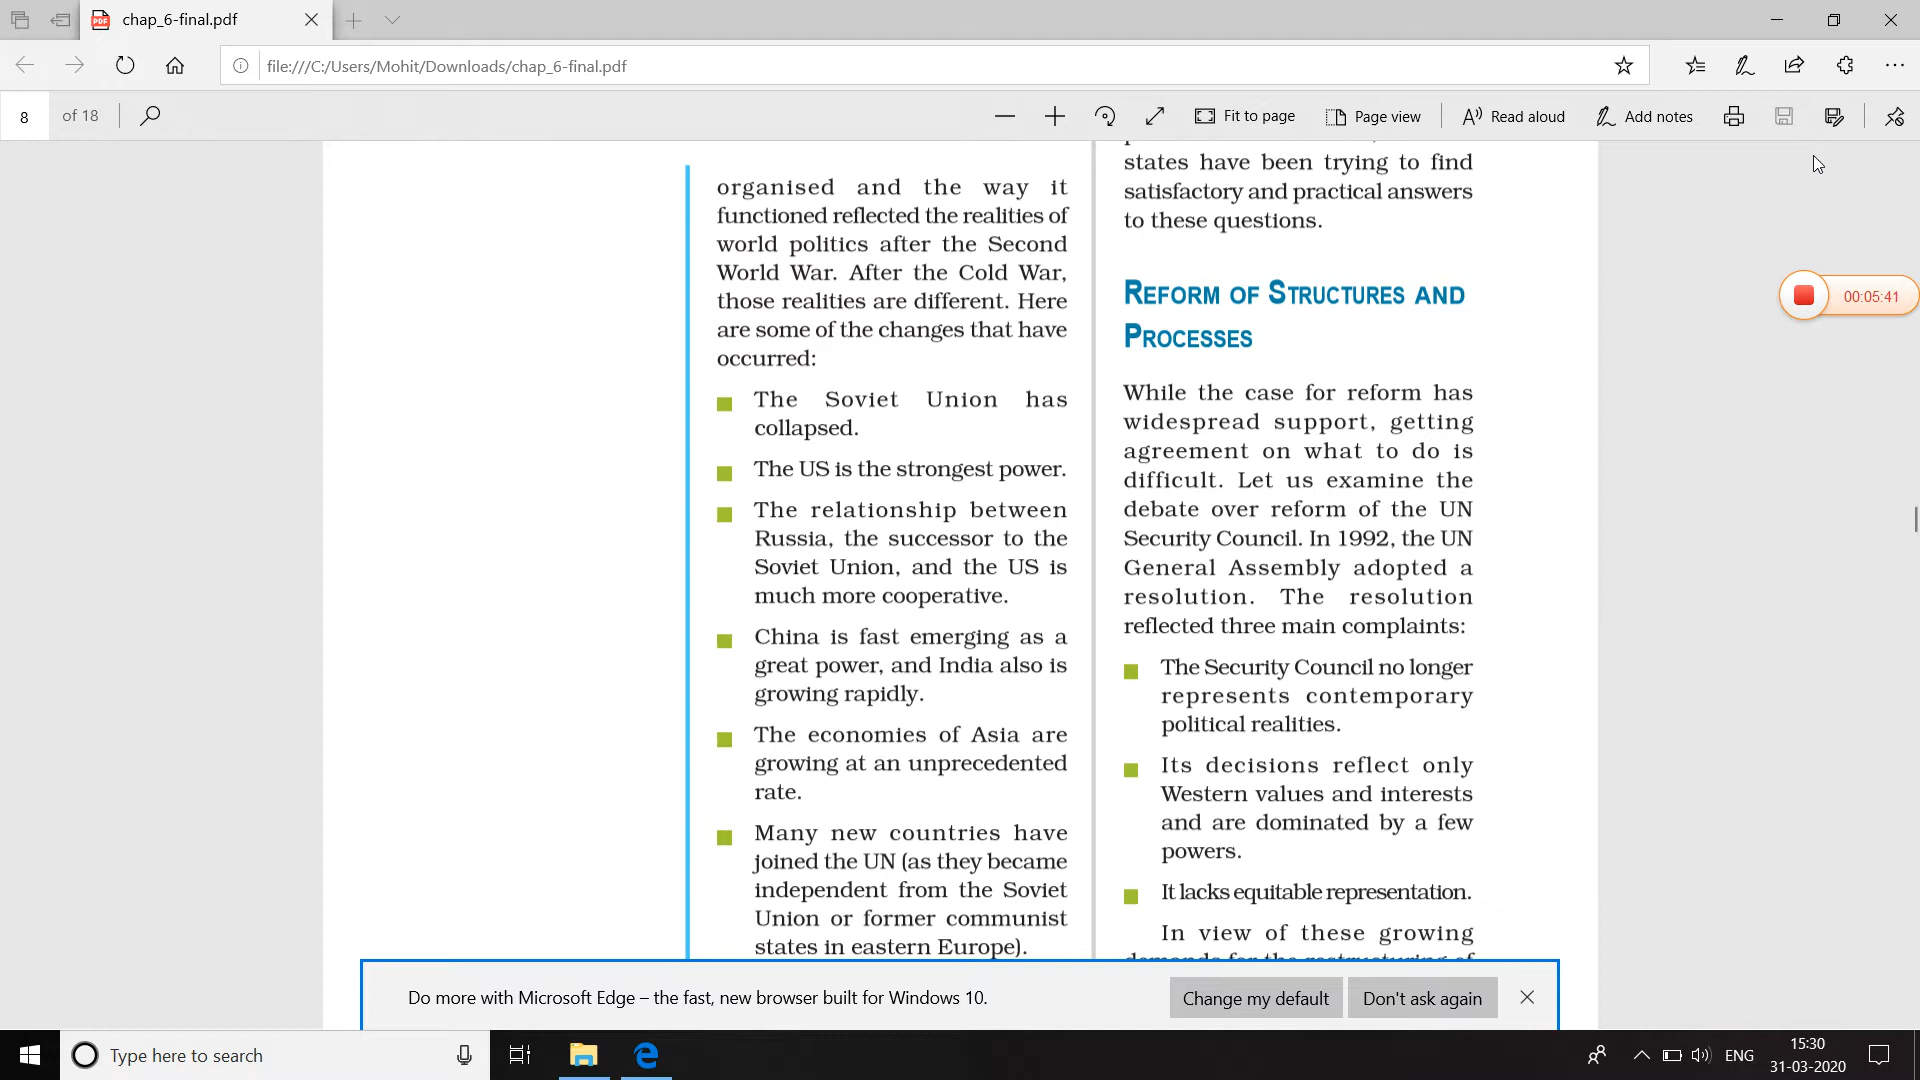 chap_6-final.pdf
file:///C:/Users/Mohit/Downloads/chap_6-final.pdf
8 of 18
Fit to page
Page view
Read aloud
Add notes
organised and the way it
functioned reflected the realities of
world politics after the Second
World War. After the Cold War,
those realities are different. Here
are some of the changes that have
occurred:
The Soviet Union has
collapsed.
The US is the strongest power.
The relationship between
Russia, the successor to the
Soviet Union, and the US is
much more cooperative.
China is fast emerging as a
great power, and India also is
growing rapidly.
The economies of Asia are
growing at an unprecedented
rate.
Many new countries have
joined the UN (as they became
independent from the Soviet
Union or former communist
states in eastern Europe).
states have been trying to find
satisfactory and practical answers
to these questions.
REFORM OF STRUCTURES AND
PROCESSES
While the case for reform has
widespread support, getting
agreement on what to do is
difficult. Let us examine the
debate over reform of the UN
Security Council. In 1992, the UN
General Assembly adopted a
resolution. The resolution
reflected three main complaints:
The Security Council no longer
represents contemporary
political realities.
Its decisions reflect only
Western values and interests
and are dominated by a few
powers.
It lacks equitable representation.
In view of these growing
demands for the restructuring of
00:05:41
Do more with Microsoft Edge – the fast, new browser built for Windows 10.
Change my default
Don't ask again
Type here to search
ENG
15:30
31-03-2020